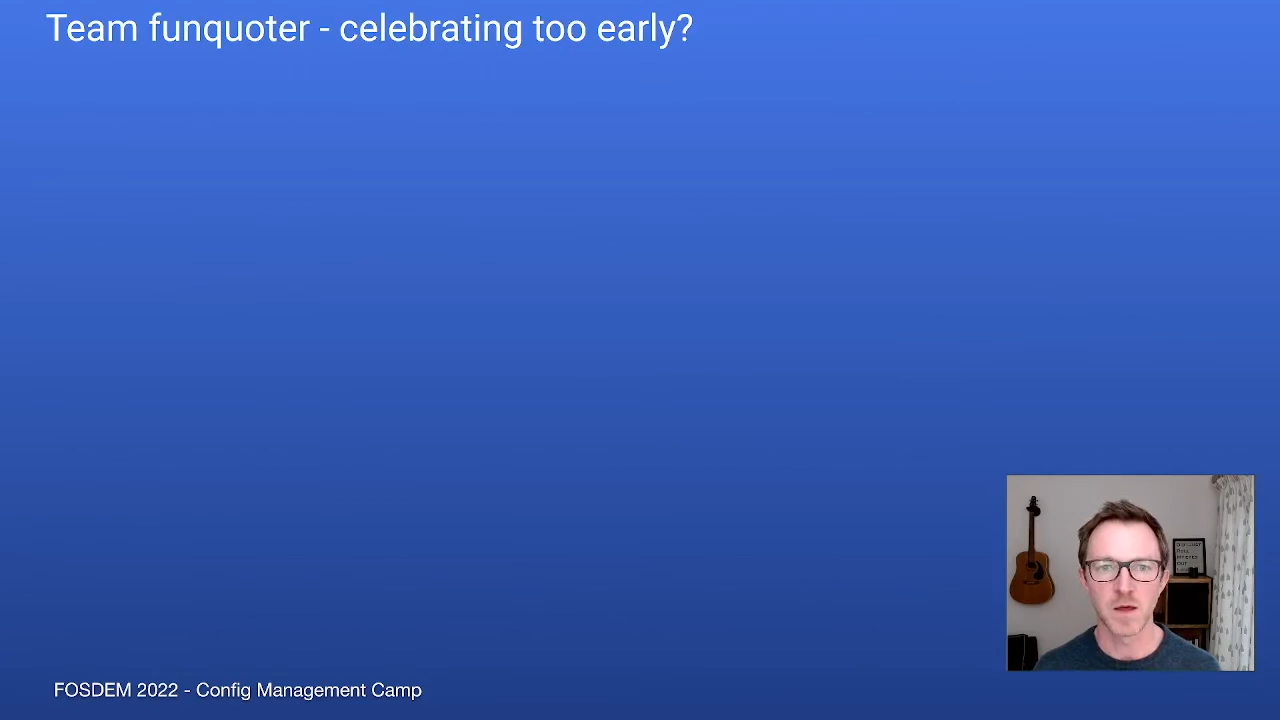 Team funquoter - celebrating too early?
FOSDEM 2022 - Config Management Camp